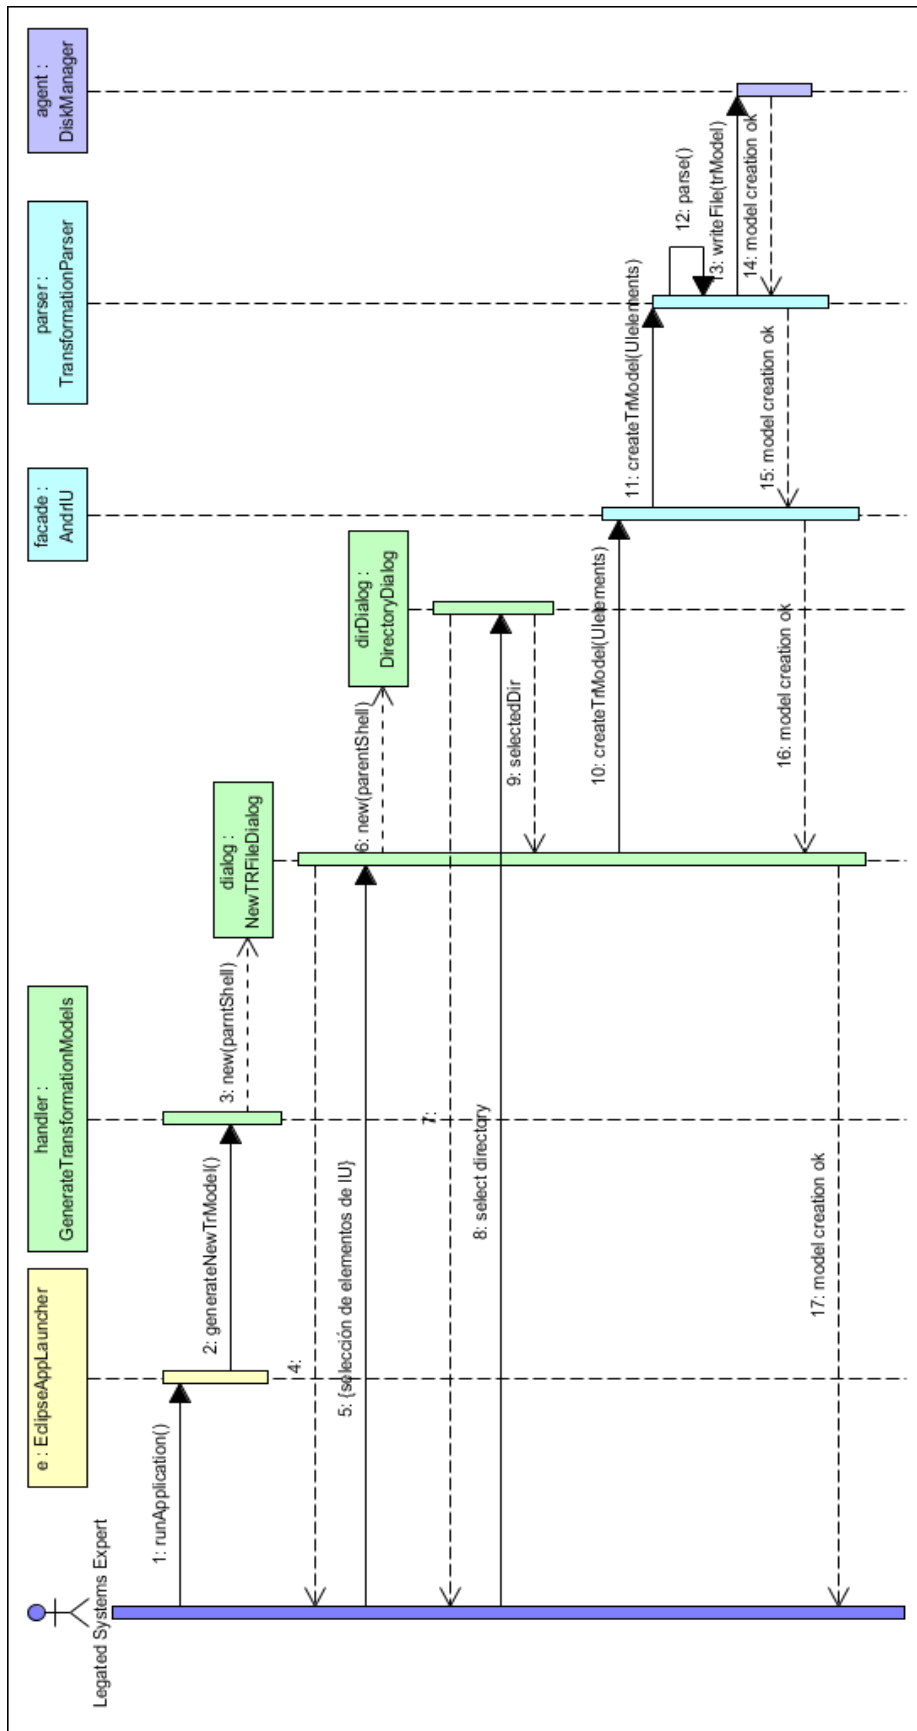 Legated Systems Expert
e : EclipseAppLauncher
handler :
GenerateTransformationModels
dialog :
NewTRFileDialog
dirDialog :
DirectoryDialog
facade :
AndrIU
parser :
TransformationParser
agent :
DiskManager
1: runApplication()
2: generateNewTrModel()
3: new(parntShell)
4:
5: {selección de elementos de IU}
6: new(parentShell)
7:
8: select directory
9: selectedDir
10: createTrModel(UIelements)
11: createTrModel(UIelements)
12: parse()
13: writeFile(trModel)
14: model creation ok
15: model creation ok
16: model creation ok
17: model creation ok